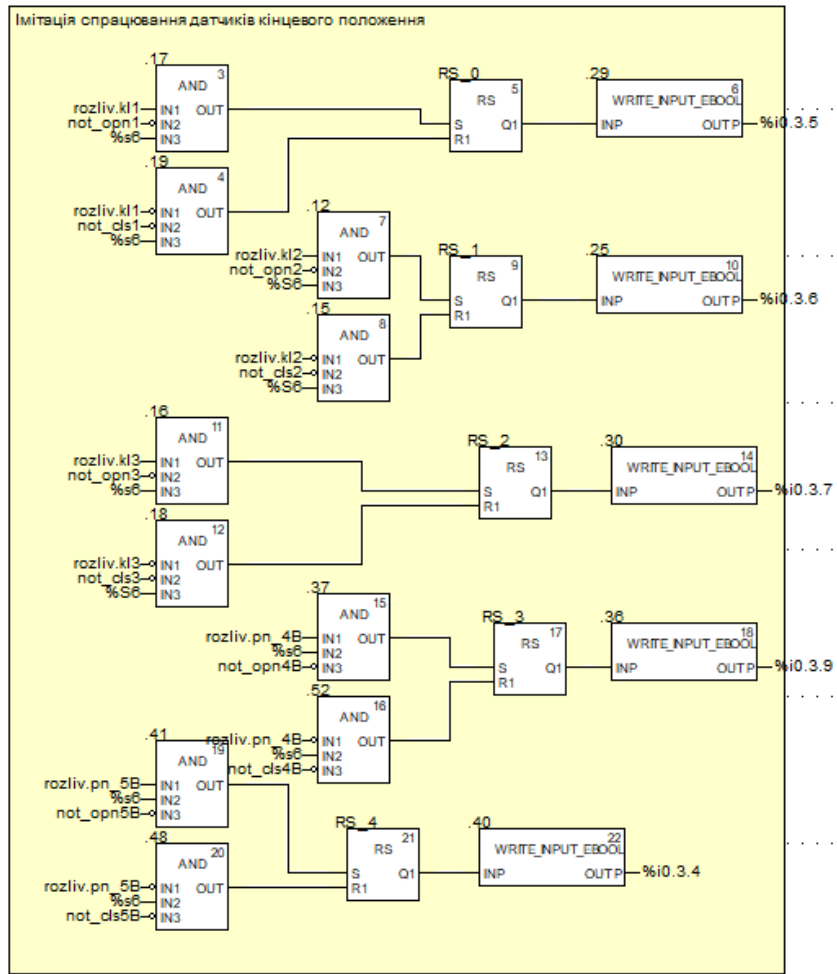 Імітація спрацювання датчиків кінцевого положення
.17
AND 3
rozliv.kl1 IN1 OUT
not_opn1 IN2
%s6 IN3
.19
AND 4
rozliv.kl1 IN1 OUT
not_cls1 IN2
%s6 IN3
RS_0
RS 5
S Q1
R1
.29
6
WRITE_INPUT_EBOOL
INP OUTP %i0.3.5
.12
AND 7
rozliv.kl2 IN1 OUT
not_opn2 IN2
%S6 IN3
.15
AND 8
rozliv.kl2 IN1 OUT
not_cls2 IN2
%S6 IN3
RS_1
RS 9
S Q1
R1
.25
10
WRITE_INPUT_EBOOL
INP OUTP %i0.3.6
.16
AND 11
rozliv.kl3 IN1 OUT
not_opn3 IN2
%s6 IN3
.18
AND 12
rozliv.kl3 IN1 OUT
not_cls3 IN2
%S6 IN3
RS_2
RS 13
S Q1
R1
.30
14
WRITE_INPUT_EBOOL
INP OUTP %i0.3.7
.37
AND 15
rozliv.pn_4B IN1 OUT
%s6 IN2
not_opn4B IN3
.52
AND 16
rozliv.pn_4B IN1 OUT
%s6 IN2
not_cls4B IN3
RS_3
RS 17
S Q1
R1
.36
18
WRITE_INPUT_EBOOL
INP OUTP %i0.3.9
.41
AND 19
rozliv.pn_5B IN1 OUT
%s6 IN2
not_opn5B IN3
.48
AND 20
rozliv.pn_5B IN1 OUT
%s6 IN2
not_cls5B IN3
RS_4
RS 21
S Q1
R1
.40
22
WRITE_INPUT_EBOOL
INP OUTP %i0.3.4